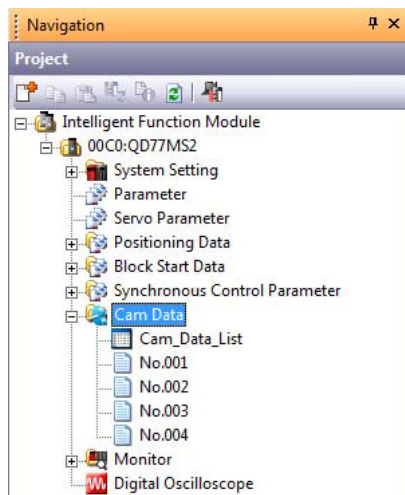 Navigation
Project
Intelligent Function Module
00C0:QD77MS2
System Setting
Parameter
Servo Parameter
Positioning Data
Block Start Data
Synchronous Control Parameter
Cam Data
Cam_Data_List
No.001
No.002
No.003
No.004
Monitor
Digital Oscilloscope